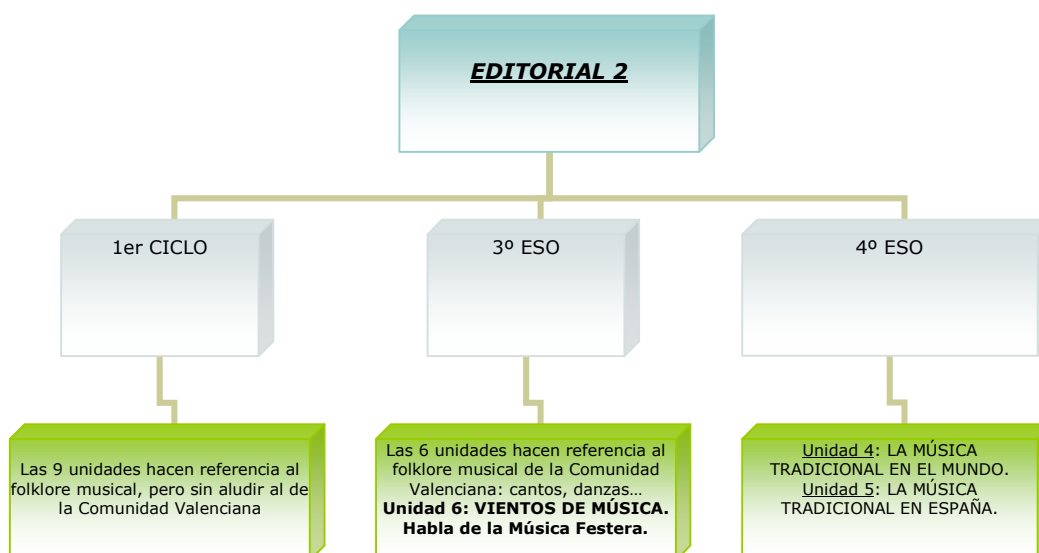 EDITORIAL 2
1er CICLO
3º ESO
4º ESO
Las 9 unidades hacen referencia al
folklore musical, pero sin aludir al de
la Comunidad Valenciana
Las 6 unidades hacen referencia al
folklore musical de la Comunidad
Valenciana: cantos, danzas…
Unidad 6: VIENTOS DE MÚSICA.
Habla de la Música Festera.
Unidad 4: LA MÚSICA
TRADICIONAL EN EL MUNDO.
Unidad 5: LA MÚSICA
TRADICIONAL EN ESPAÑA.